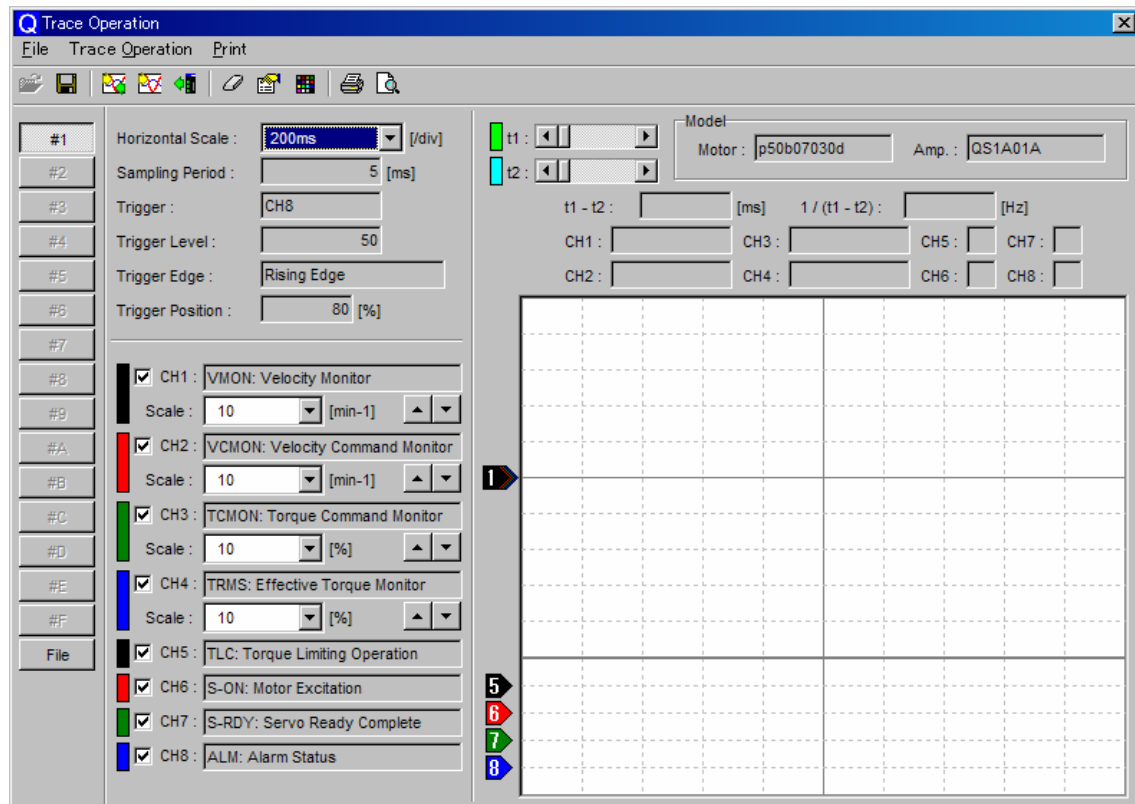 Q Trace Operation
File Trace Operation Print
#1
#2
#3
#4
#5
#6
#7
#8
#9
#A
#B
#C
#D
#E
#F
File
Horizontal Scale : 200ms [/div]
Sampling Period : 5 [ms]
Trigger : CH8
Trigger Level : 50
Trigger Edge : Rising Edge
Trigger Position : 80 [%]
CH1 : VMON: Velocity Monitor
Scale : 10 [min-1]
CH2 : VCMON: Velocity Command Monitor
Scale : 10 [min-1]
CH3 : TCMON: Torque Command Monitor
Scale : 10 [%]
CH4 : TRMS: Effective Torque Monitor
Scale : 10 [%]
CH5 : TLC: Torque Limiting Operation
CH6 : S-ON: Motor Excitation
CH7 : S-RDY: Servo Ready Complete
CH8 : ALM: Alarm Status
t1 :
t2 :
Model
Motor : p50b07030d Amp. : QS1A01A
t1 - t2 : [ms] 1 / (t1 - t2) : [Hz]
CH1 : CH3 : CH5 : CH7 :
CH2 : CH4 : CH6 : CH8 :
1
5
6
7
8